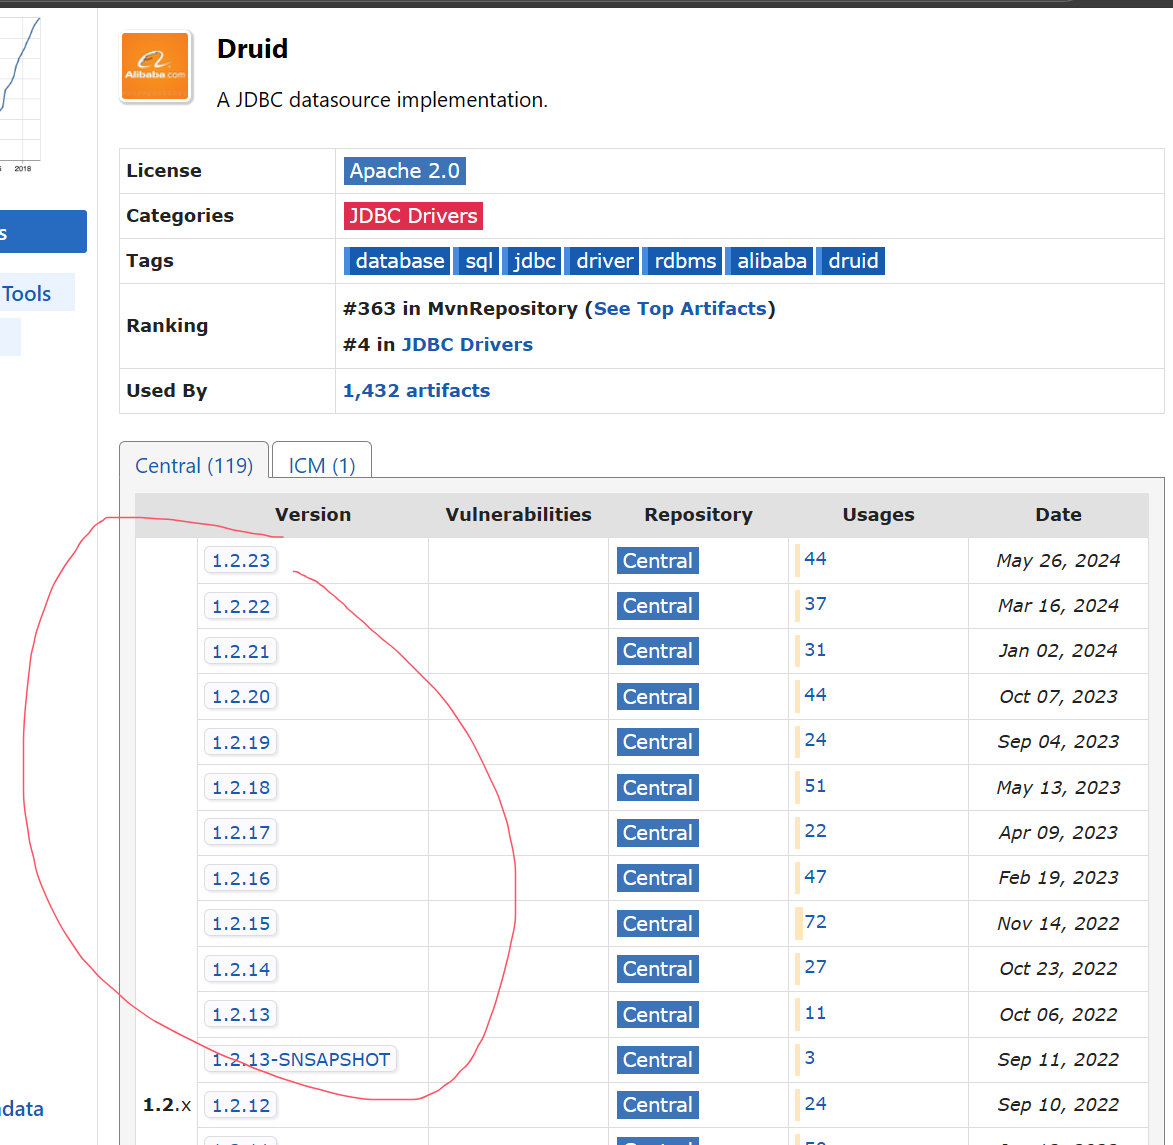 Alibaba.com
Druid
A JDBC datasource implementation.
2018
License Apache 2.0
s
Categories JDBC Drivers
Tags database sql jdbc driver rdbms alibaba druid
Tools
Ranking #363 in MvnRepository (See Top Artifacts)
#4 in JDBC Drivers
Used By 1,432 artifacts
Central (119) ICM (1)
Version Vulnerabilities Repository Usages Date
1.2.23 Central 44 May 26, 2024
1.2.22 Central 37 Mar 16, 2024
1.2.21 Central 31 Jan 02, 2024
1.2.20 Central 44 Oct 07, 2023
1.2.19 Central 24 Sep 04, 2023
1.2.18 Central 51 May 13, 2023
1.2.17 Central 22 Apr 09, 2023
1.2.16 Central 47 Feb 19, 2023
1.2.15 Central 72 Nov 14, 2022
1.2.14 Central 27 Oct 23, 2022
1.2.13 Central 11 Oct 06, 2022
1.2.13-SNSAPSHOT Central 3 Sep 11, 2022
data
1.2.x 1.2.12 Central 24 Sep 10, 2022